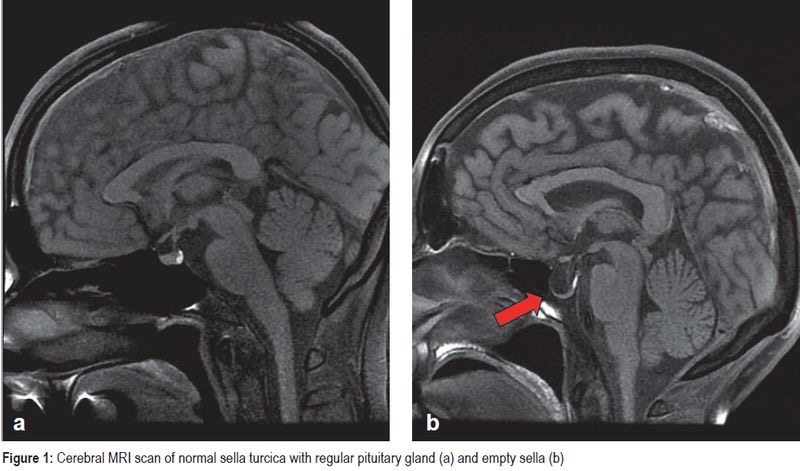 a
b
Figure 1: Cerebral MRI scan of normal sella turcica with regular pituitary gland (a) and empty sella (b)